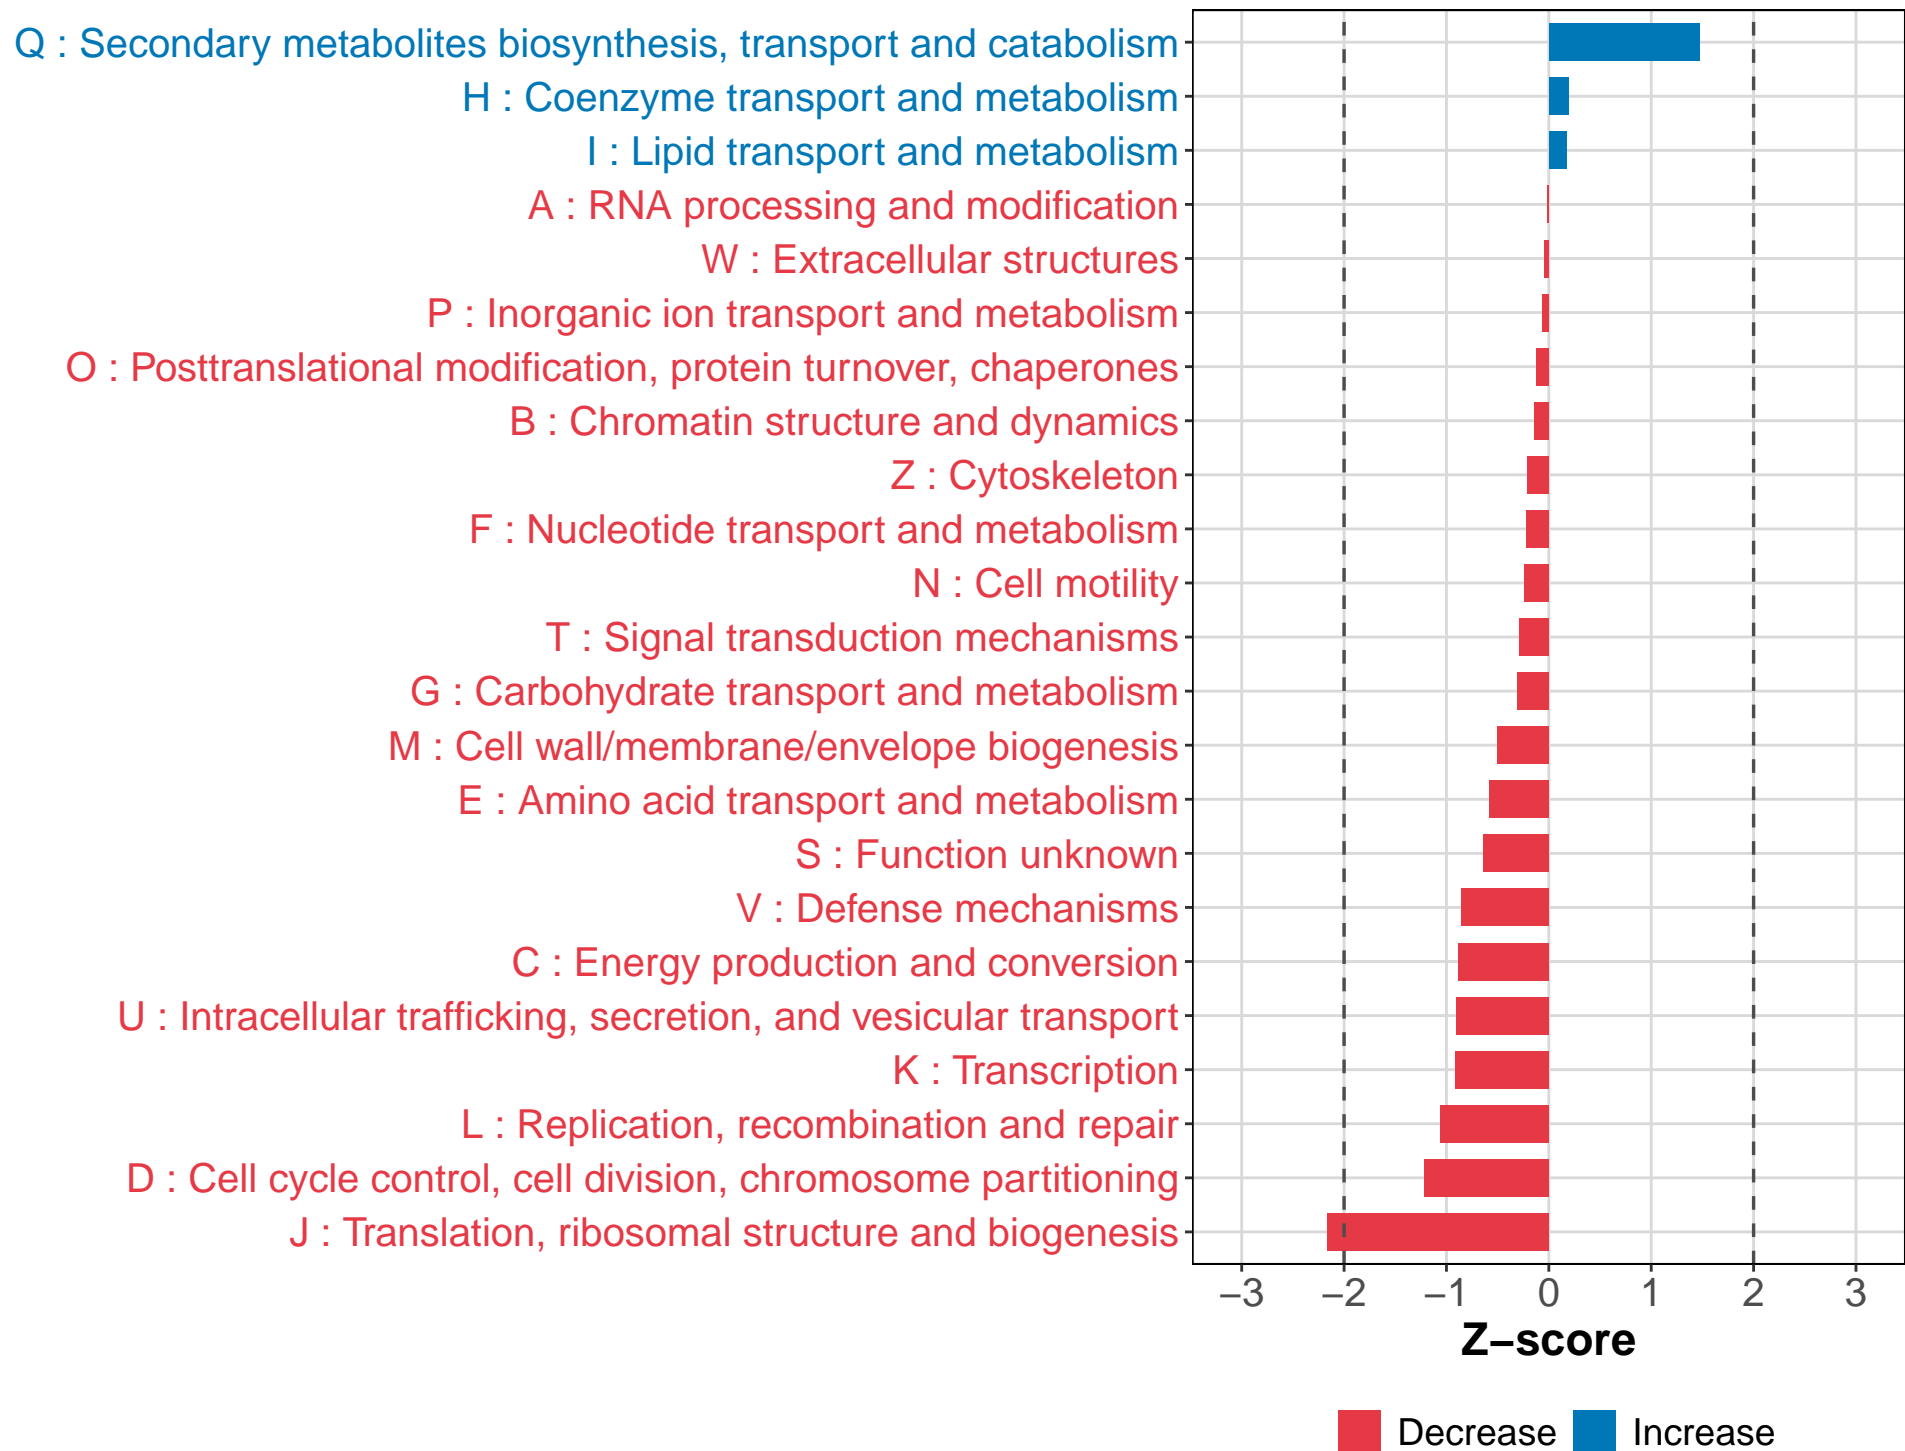 Q : Secondary metabolites biosynthesis, transport and catabolism
H : Coenzyme transport and metabolism
I : Lipid transport and metabolism
A : RNA processing and modification
W : Extracellular structures
P : Inorganic ion transport and metabolism
O : Posttranslational modification, protein turnover, chaperones
B : Chromatin structure and dynamics
Z : Cytoskeleton
F : Nucleotide transport and metabolism
N : Cell motility
T : Signal transduction mechanisms
G : Carbohydrate transport and metabolism
M : Cell wall/membrane/envelope biogenesis
E : Amino acid transport and metabolism
S : Function unknown
V : Defense mechanisms
C : Energy production and conversion
U : Intracellular trafficking, secretion, and vesicular transport
K : Transcription
L : Replication, recombination and repair
D : Cell cycle control, cell division, chromosome partitioning
J : Translation, ribosomal structure and biogenesis
−3 −2 −1 0 1 2 3
Z−score
Decrease Increase